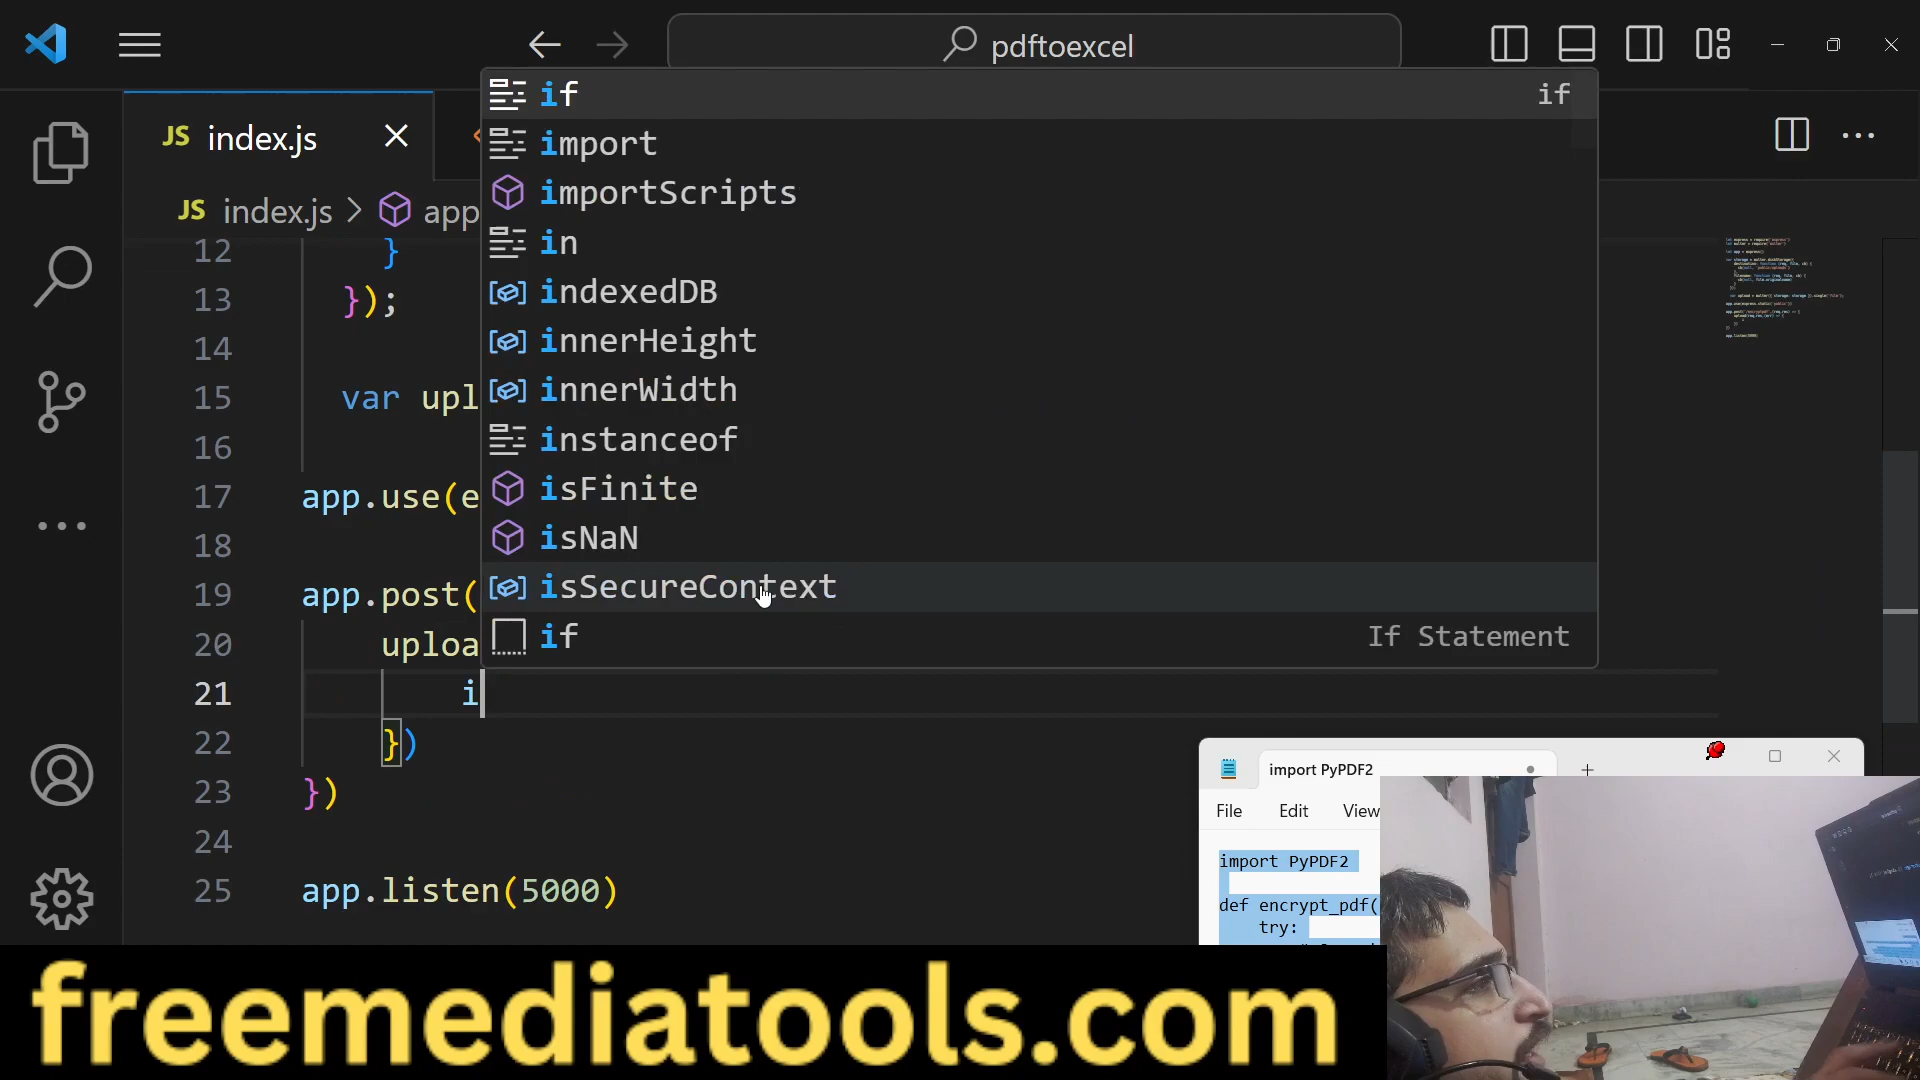 pdftoexcel
JS index.js
JS index.js > app
if if
import
importScripts
in
indexedDB
innerHeight
innerWidth
instanceof
isFinite
isNaN
isSecureContext
if If Statement
12 }
13 });
14
15 var upl
16
17 app.use(e
18
19 app.post(
20 uploa
21 i
22 })
23 })
24
25 app.listen(5000)
import PyPDF2
File Edit View
import PyPDF2
def encrypt_pdf(
try:
freemediatools.com